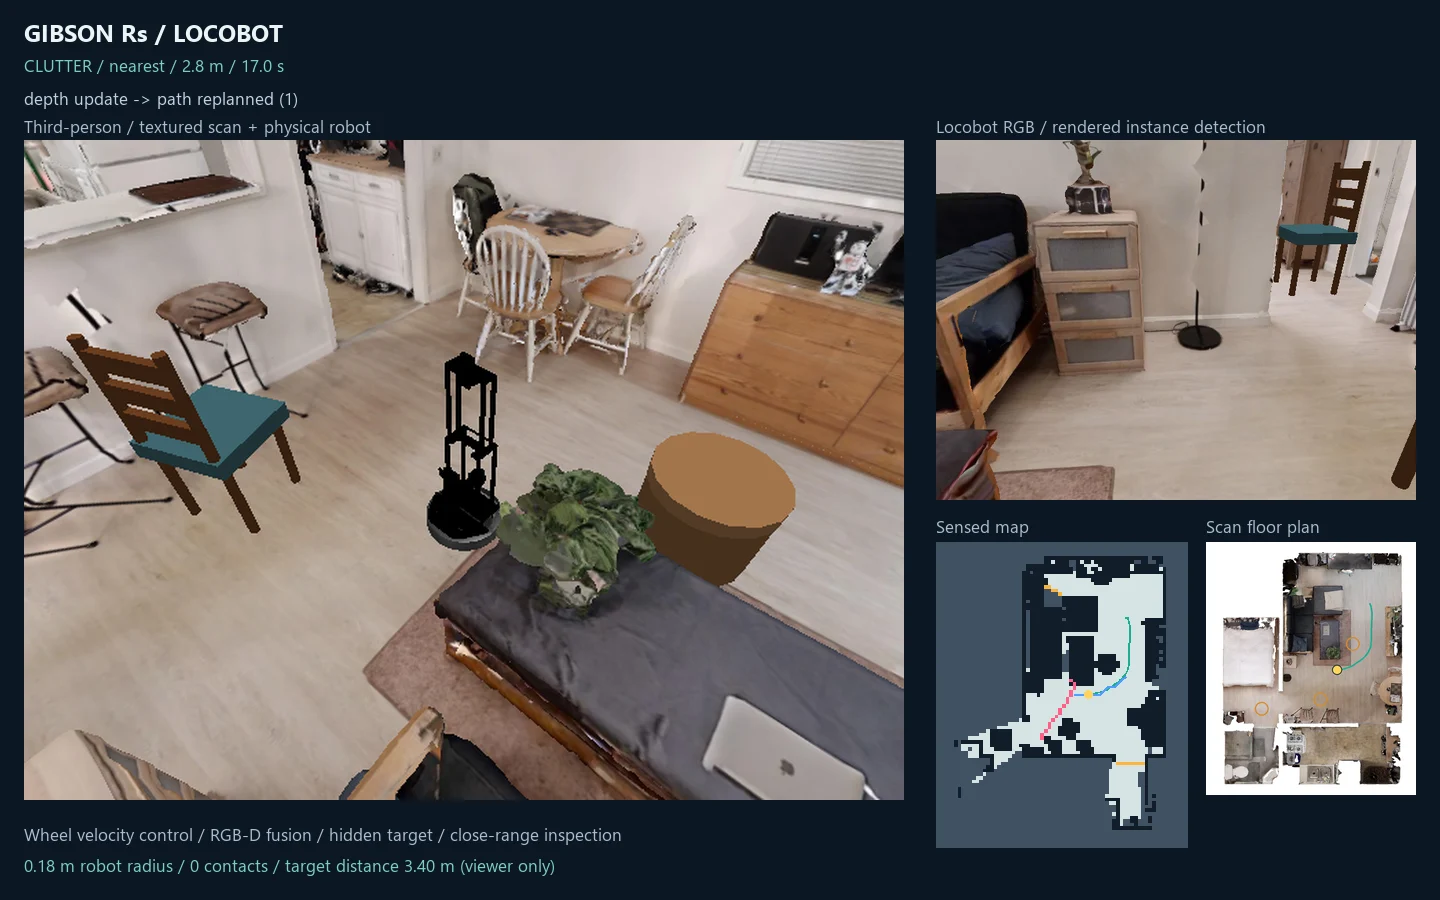 GIBSON Rs / LOCOBOT
CLUTTER / nearest / 2.8 m / 17.0 s
depth update -> path replanned (1)
Third-person / textured scan + physical robot
Locobot RGB / rendered instance detection
Sensed map
Scan floor plan
Wheel velocity control / RGB-D fusion / hidden target / close-range inspection
0.18 m robot radius / 0 contacts / target distance 3.40 m (viewer only)